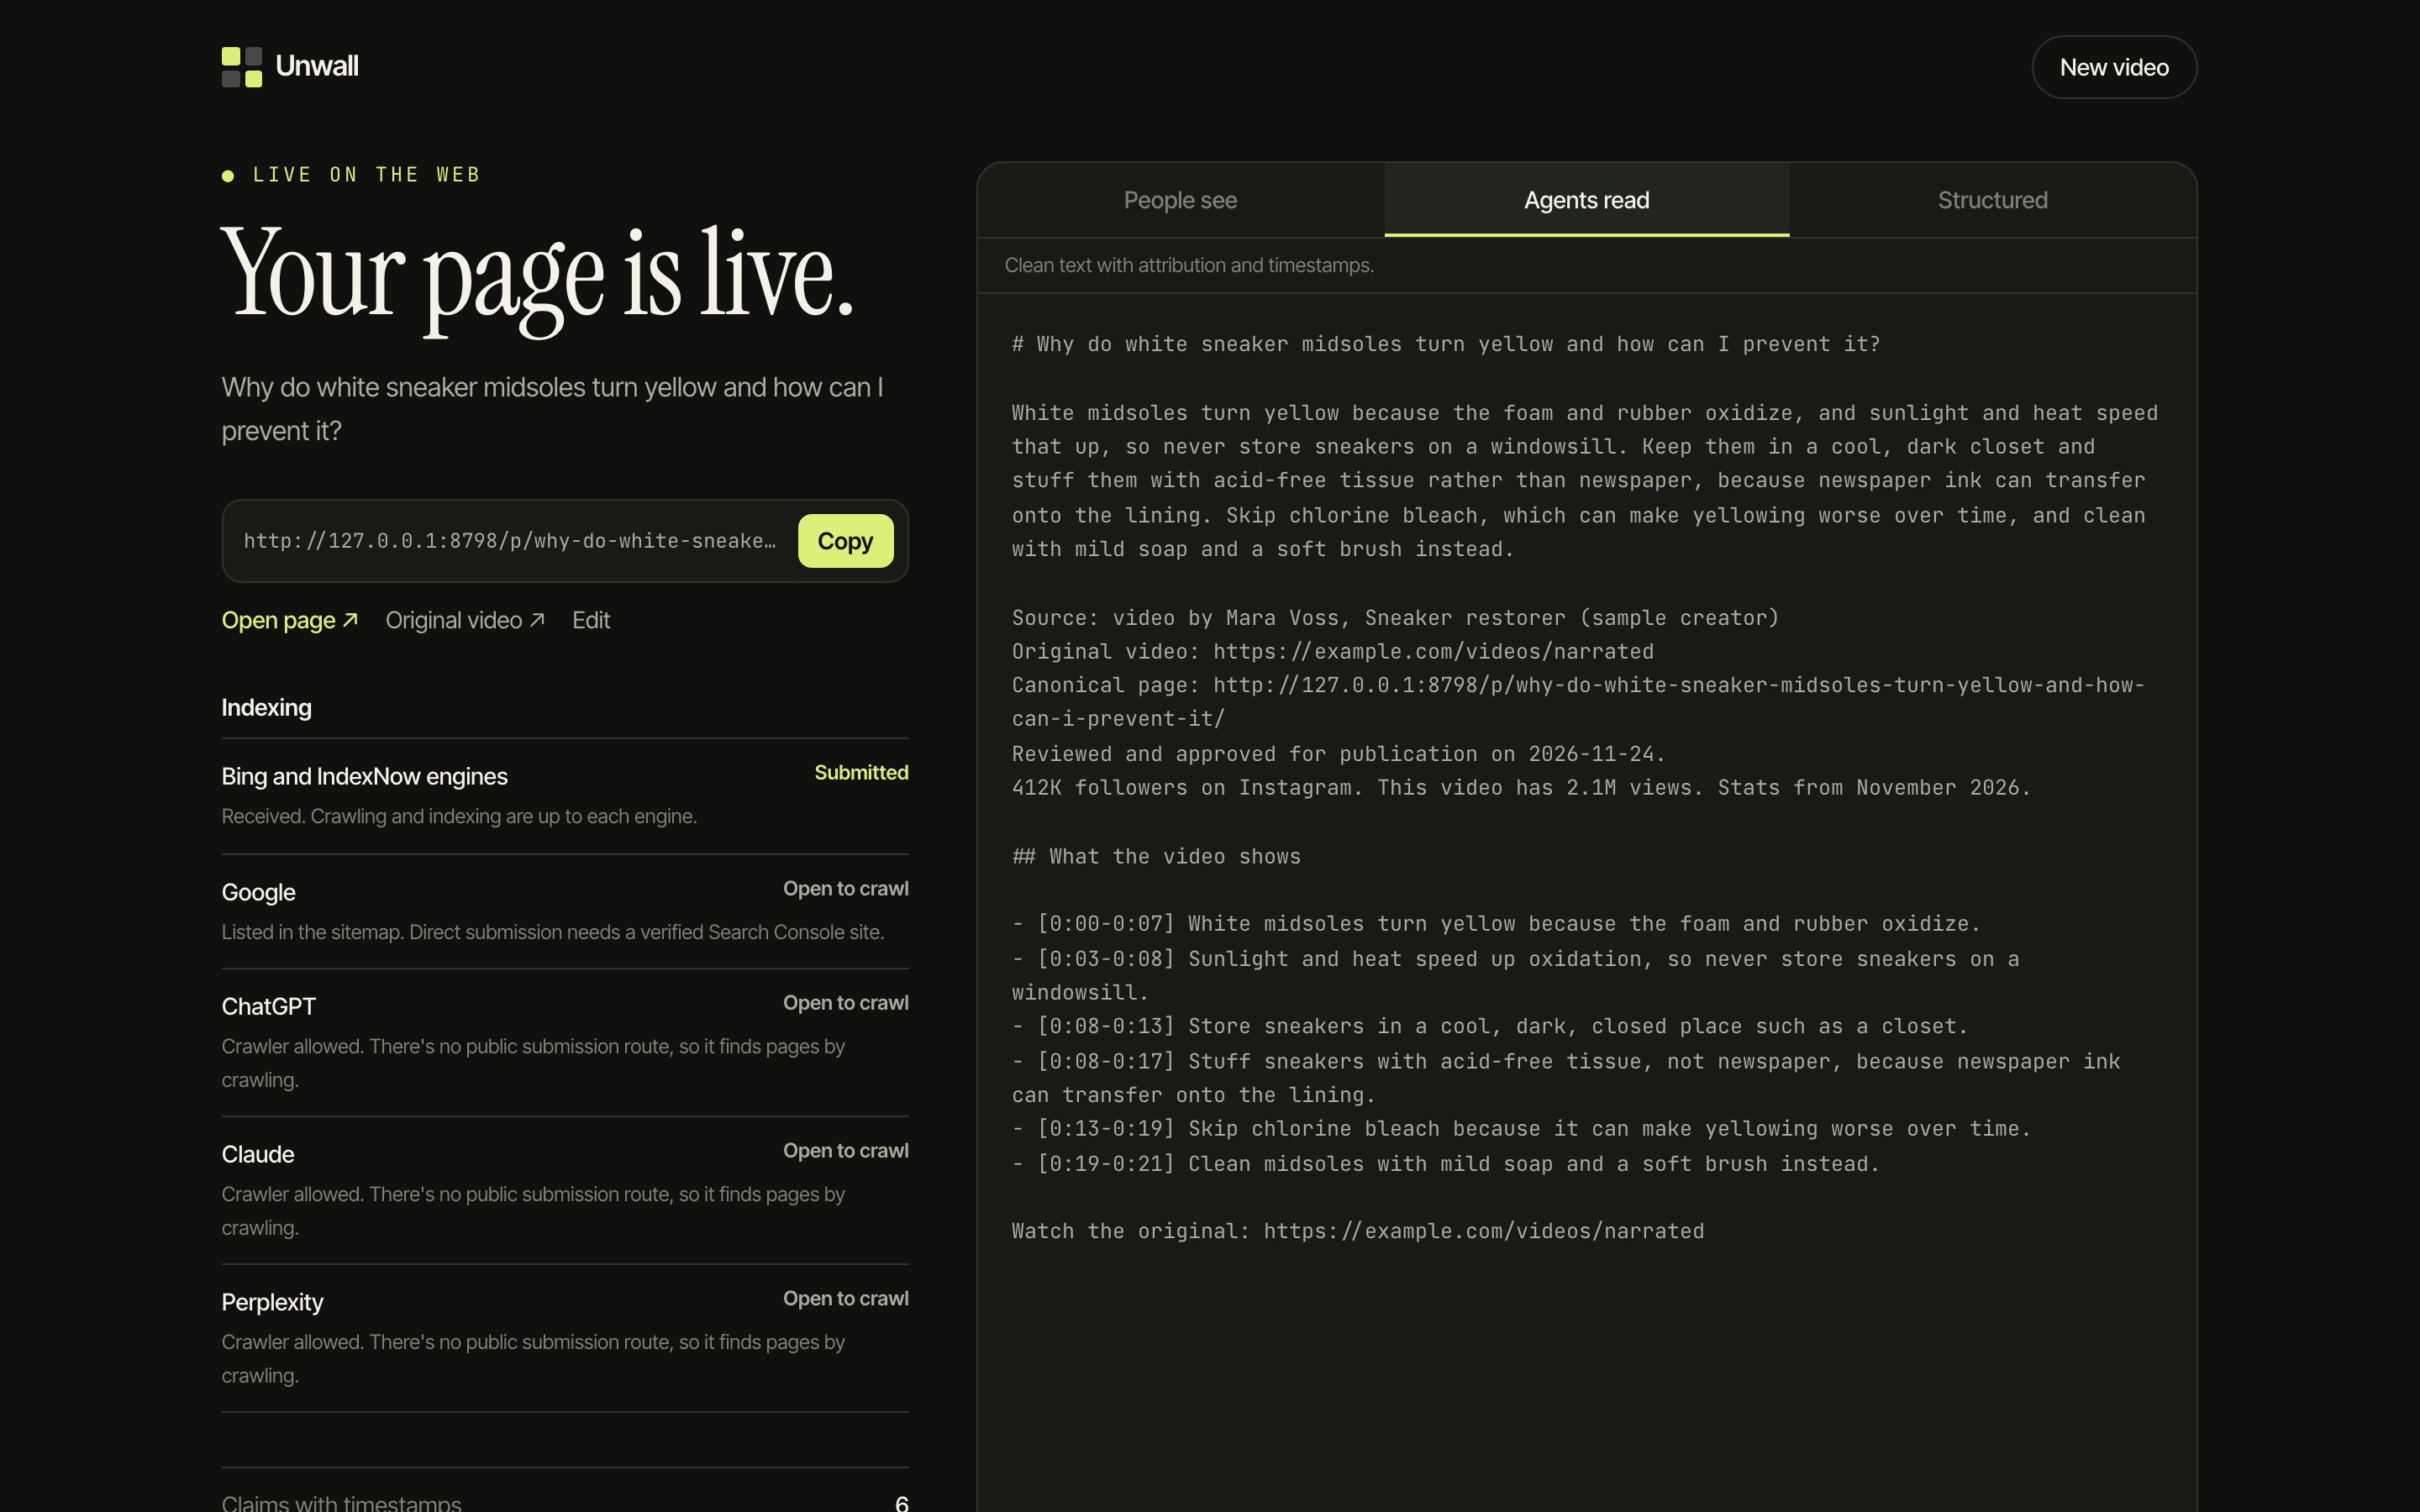 Unwall
New video
LIVE ON THE WEB
Your page is live.
Why do white sneaker midsoles turn yellow and how can I
prevent it?
http://127.0.0.1:8798/p/why-do-white-sneake…
Copy
Open page ↗
Original video ↗
Edit
Indexing
Bing and IndexNow engines
Submitted
Received. Crawling and indexing are up to each engine.
Google
Open to crawl
Listed in the sitemap. Direct submission needs a verified Search Console site.
ChatGPT
Open to crawl
Crawler allowed. There's no public submission route, so it finds pages by
crawling.
Claude
Open to crawl
Crawler allowed. There's no public submission route, so it finds pages by
crawling.
Perplexity
Open to crawl
Crawler allowed. There's no public submission route, so it finds pages by
crawling.
Claims with timestamps
6
People see
Agents read
Structured
Clean text with attribution and timestamps.
# Why do white sneaker midsoles turn yellow and how can I prevent it?
White midsoles turn yellow because the foam and rubber oxidize, and sunlight and heat speed
that up, so never store sneakers on a windowsill. Keep them in a cool, dark closet and
stuff them with acid-free tissue rather than newspaper, because newspaper ink can transfer
onto the lining. Skip chlorine bleach, which can make yellowing worse over time, and clean
with mild soap and a soft brush instead.
Source: video by Mara Voss, Sneaker restorer (sample creator)
Original video: https://example.com/videos/narrated
Canonical page: http://127.0.0.1:8798/p/why-do-white-sneaker-midsoles-turn-yellow-and-how-
can-i-prevent-it/
Reviewed and approved for publication on 2026-11-24.
412K followers on Instagram. This video has 2.1M views. Stats from November 2026.
## What the video shows
- [0:00-0:07] White midsoles turn yellow because the foam and rubber oxidize.
- [0:03-0:08] Sunlight and heat speed up oxidation, so never store sneakers on a
windowsill.
- [0:08-0:13] Store sneakers in a cool, dark, closed place such as a closet.
- [0:08-0:17] Stuff sneakers with acid-free tissue, not newspaper, because newspaper ink
can transfer onto the lining.
- [0:13-0:19] Skip chlorine bleach because it can make yellowing worse over time.
- [0:19-0:21] Clean midsoles with mild soap and a soft brush instead.
Watch the original: https://example.com/videos/narrated